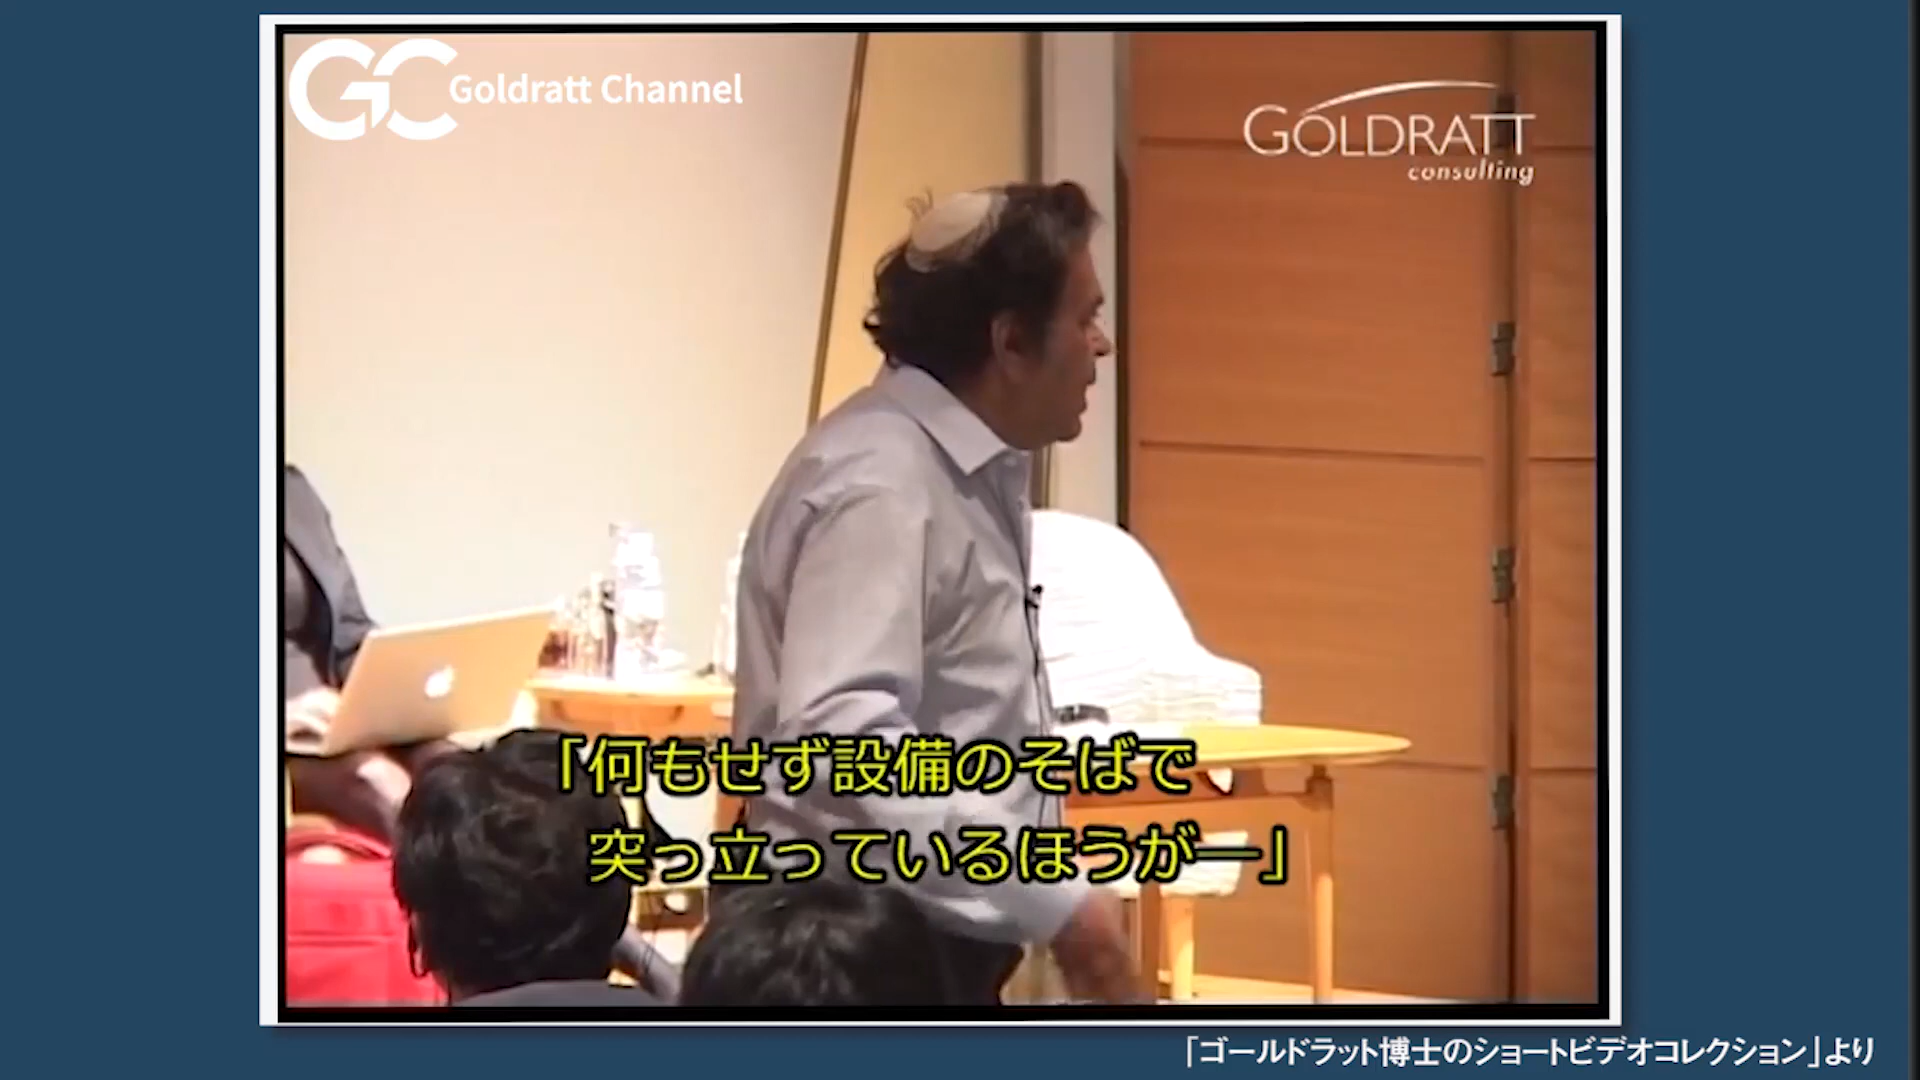 GC Goldratt Channel
GOLDRATT
consulting
「何もせず設備のそばで
突っ立っているほうが―」
「ゴールドラット博士のショートビデオコレクション」より